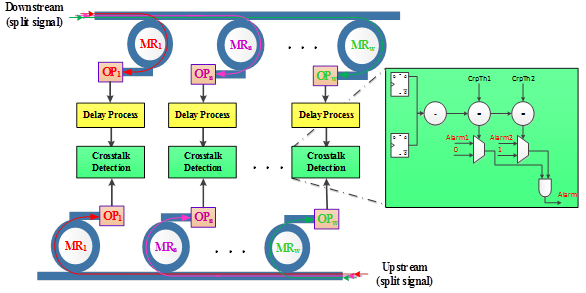 Downstream
(split signal)
MR1
MRn
. . .
MRw
OP1
OPn
OPw
Delay Process
Delay Process
Delay Process
Crosstalk
Detection
Crosstalk
Detection
. . .
Crosstalk
Detection
OP1
OPn
OPw
MR1
MRn
. . .
MRw
Upstream
(split signal)
CrpTh1
CrpTh2
-
-
-
Alarm1
0
Alarm2
1
Alarm